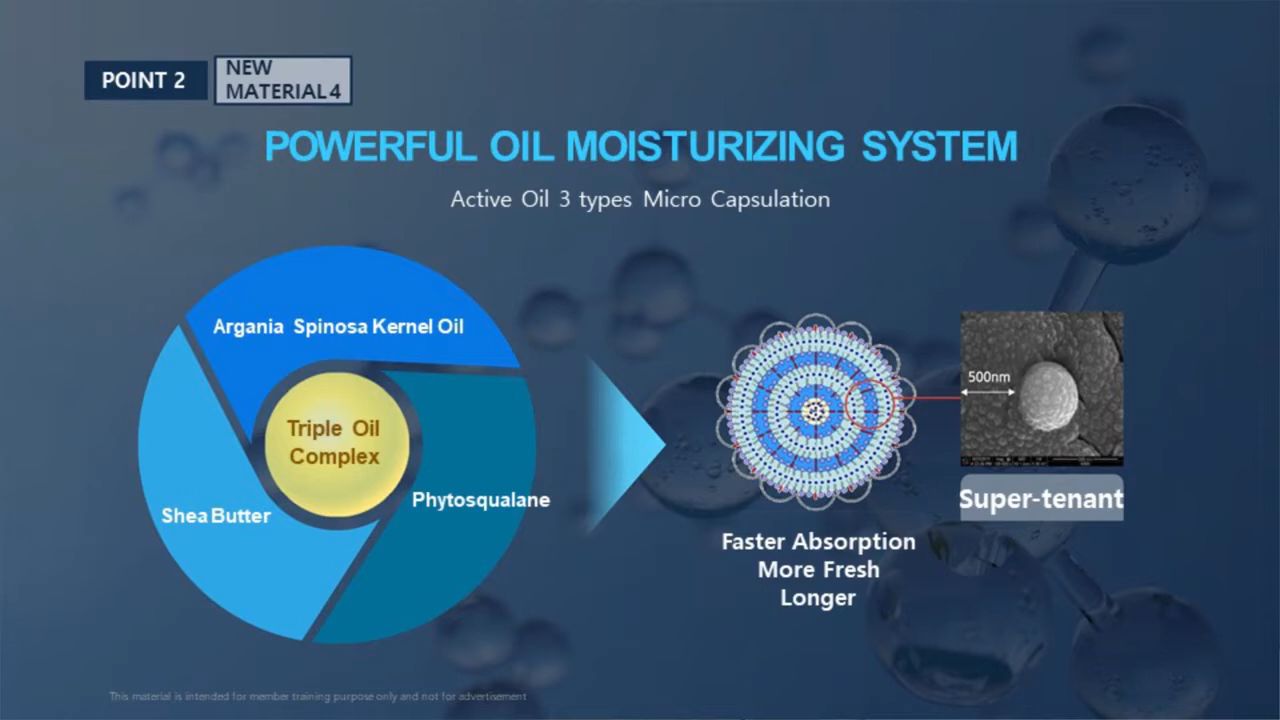 POINT 2
NEW
MATERIAL 4
POWERFUL OIL MOISTURIZING SYSTEM
Active Oil 3 types Micro Capsulation
Argania Spinosa Kernel Oil
Triple Oil
Complex
Shea Butter
Phytosqualane
500nm
Super-tenant
Faster Absorption
More Fresh
Longer
This material is intended for member training purpose only and not for advertisement